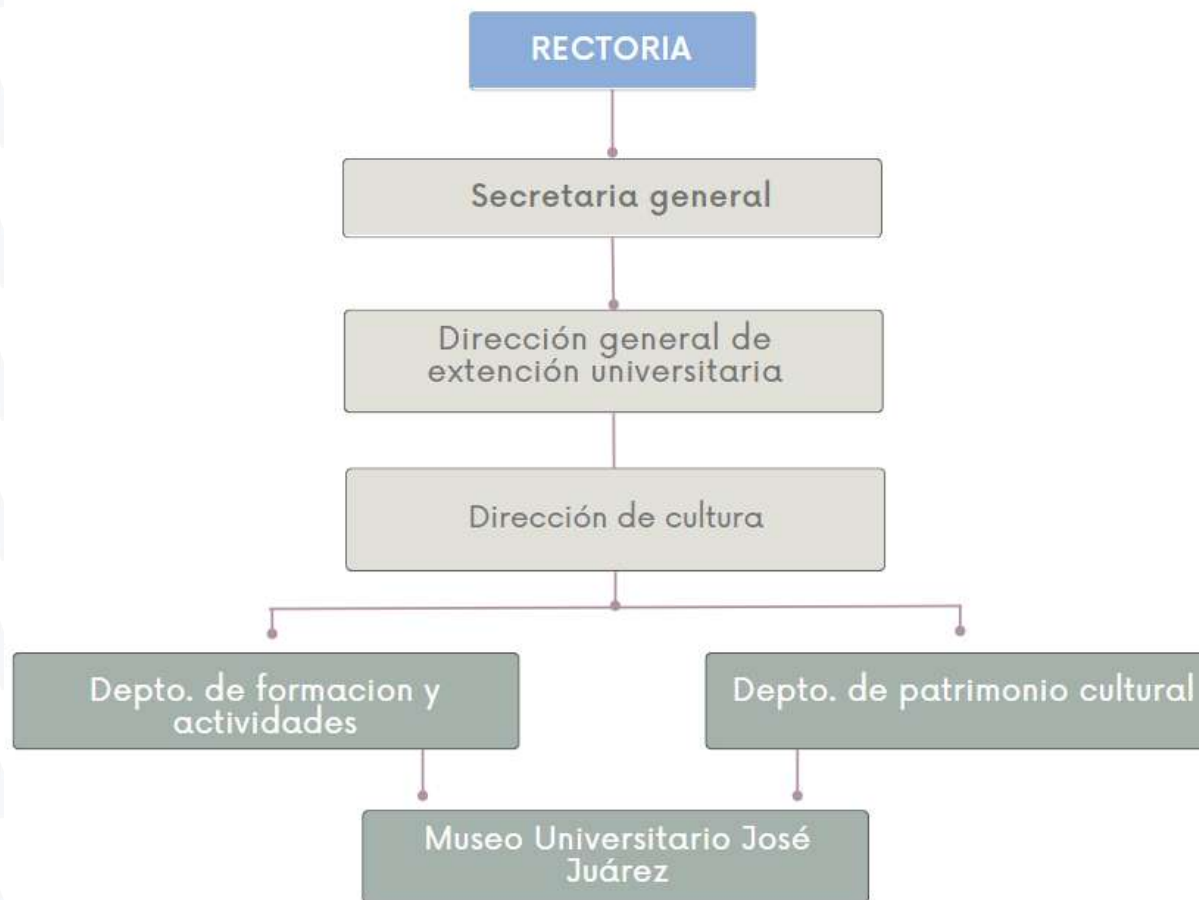 RECTORIA
Secretaria general
Dirección general de
extención universitaria
Dirección de cultura
Depto. de formacion y
actividades
Depto. de patrimonio cultural
Museo Universitario José
Juárez